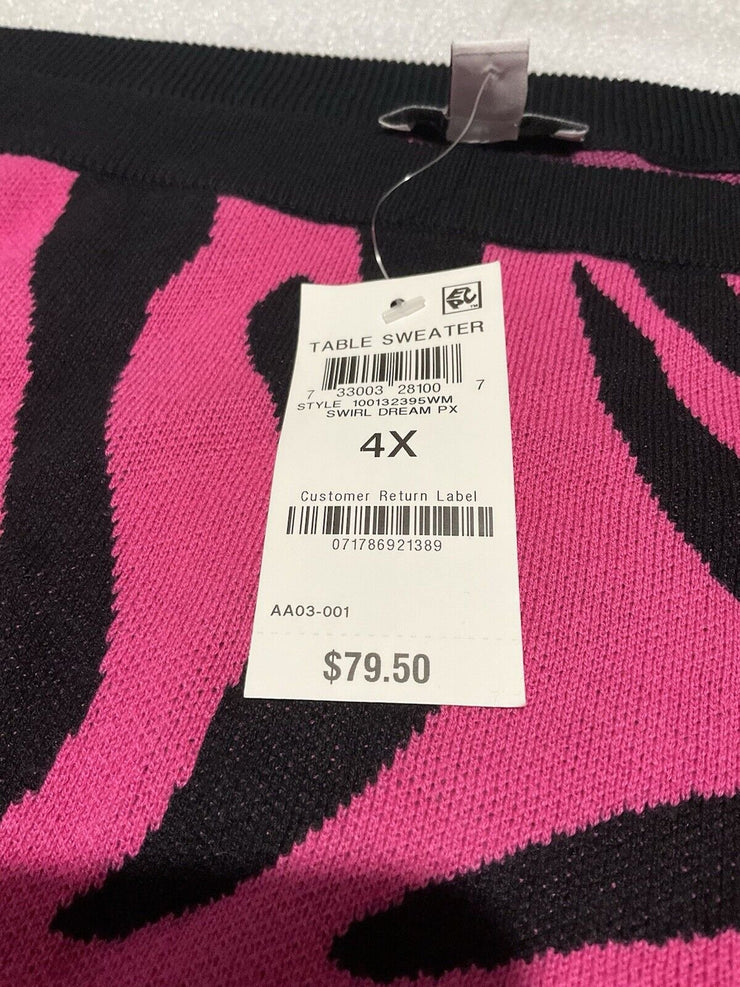 EPC™
TABLE SWEATER
7 33003 28100 7
STYLE 100132395WM
SWIRL DREAM PX
4X
Customer Return Label
071786921389
AA03-001
$79.50